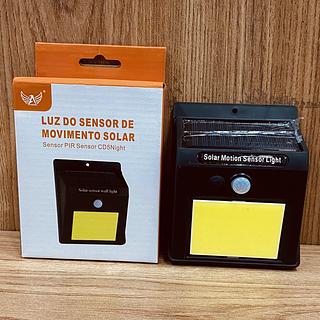 LUZ DO SENSOR DE
MOVIMENTO SOLAR
Sensor PIR Sensor CDSNight
Solar sensor wall light
Solar Motion Sensor Light